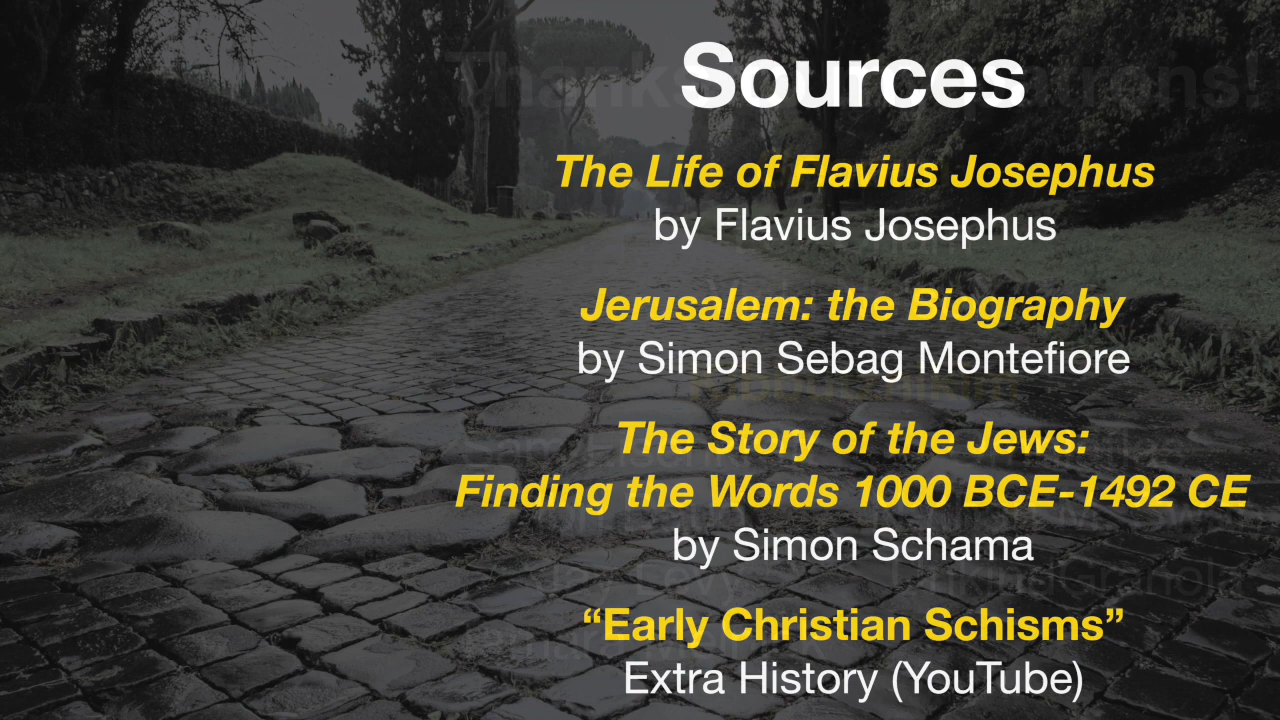 Sources
The Life of Flavius Josephus
by Flavius Josephus
Jerusalem: the Biography
by Simon Sebag Montefiore
The Story of the Jews:
Finding the Words 1000 BCE-1492 CE
by Simon Schama
“Early Christian Schisms”
Extra History (YouTube)